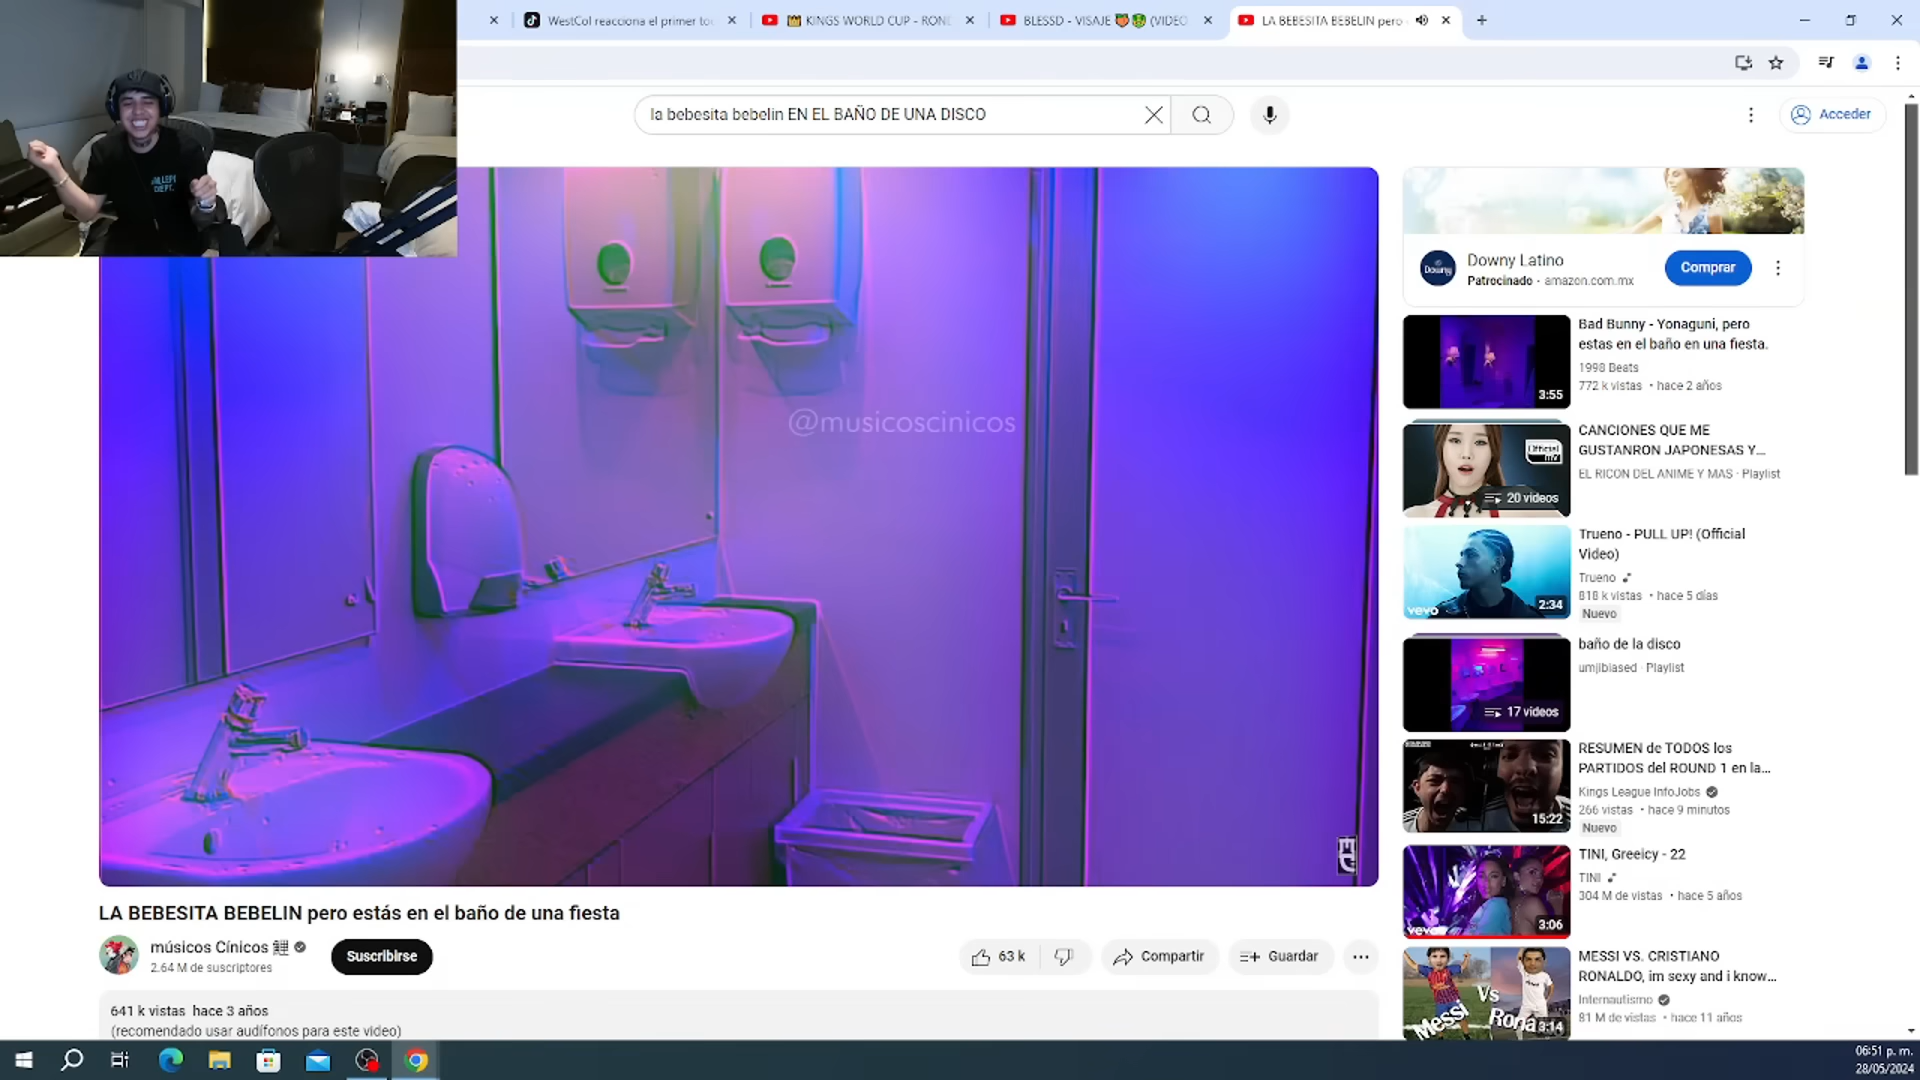 WestCol reacciona el primer to
KINGS WORLD CUP - RON
BLESSD - VISAJE (VIDEO
LA BEBESITA BEBELIN pero
la bebesita bebelin EN EL BAÑO DE UNA DISCO
Acceder
@musicoscinicos
LA BEBESITA BEBELIN pero estás en el baño de una fiesta
músicos Cínicos
2.64 M de suscriptores
Suscribirse
63 k
Compartir
Guardar
641 k vistas hace 3 años
(recomendado usar audífonos para este video)
Downy
Downy Latino
Patrocinado · amazon.com.mx
Comprar
Bad Bunny - Yonaguni, pero
estas en el baño en una fiesta.
1998 Beats
772 k vistas • hace 2 años
3:55
CANCIONES QUE ME
GUSTANRON JAPONESAS Y...
EL RICON DEL ANIME Y MAS · Playlist
Official
MV
20 videos
Trueno - PULL UP! (Official
Video)
Trueno
818 k vistas • hace 5 días
Nuevo
vevo
2:34
baño de la disco
umjibiased · Playlist
17 videos
RESUMEN de TODOS los
PARTIDOS del ROUND 1 en la...
Kings League InfoJobs
266 vistas • hace 9 minutos
Nuevo
15:22
TINI, Greeicy - 22
TINI
304 M de vistas • hace 5 años
vevo
3:06
MESSI VS. CRISTIANO
RONALDO, im sexy and i know...
Internautismo
81 M de vistas • hace 11 años
Messi Vs Rona
3:14
06:51 p. m.
28/05/2024